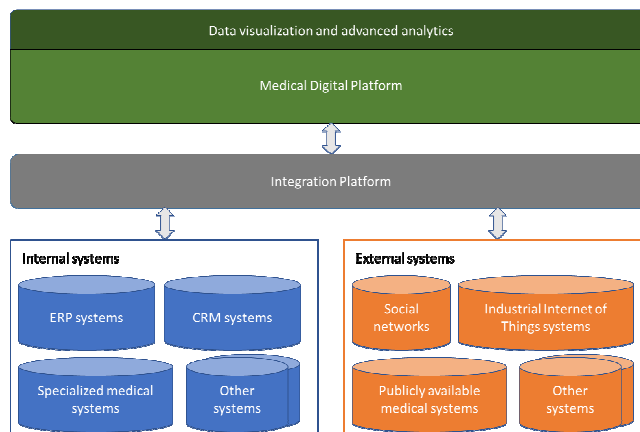 Data visualization and advanced analytics
Medical Digital Platform
Integration Platform
Internal systems
ERP systems
CRM systems
Specialized medical
systems
Other
systems
External systems
Social
networks
Industrial Internet of
Things systems
Publicly available
medical systems
Other
systems